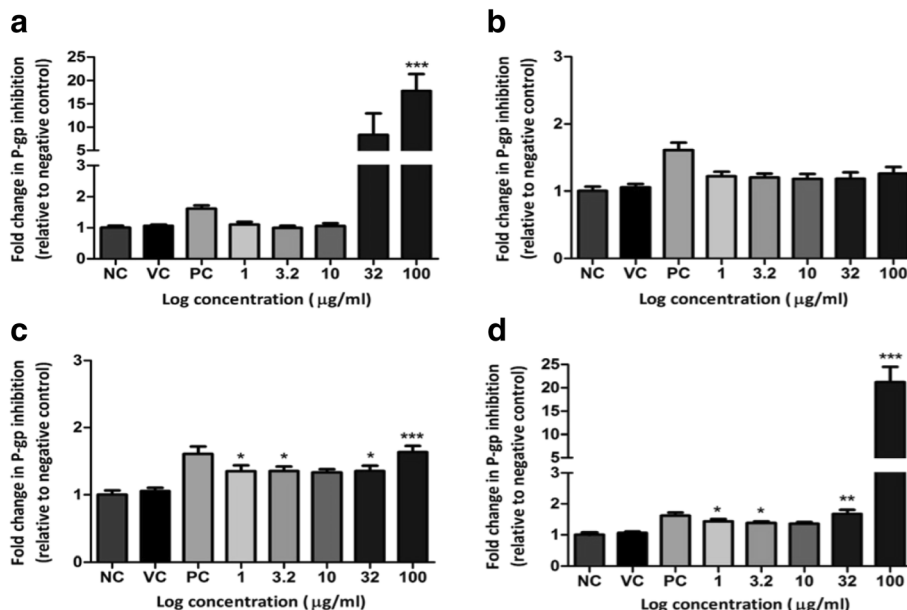 a
Fold change in P-gp inhibition
(relative to negative control)
25
20
15
10
5
3
2
1
0
***
NC VC PC 1 3.2 10 32 100
Log concentration ( μg/ml)
b
Fold change in P-gp inhibition
(relative to negative control)
3
2
1
0
NC VC PC 1 3.2 10 32 100
Log concentration ( μg/ml)
c
Fold change in P-gp inhibition
(relative to negative control)
3
2
1
0
* * * ***
NC VC PC 1 3.2 10 32 100
Log concentration ( μg/ml)
d
Fold change in P-gp inhibition
(relative to negative control)
25
20
15
10
5
4
3
2
1
0
* * ** ***
NC VC PC 1 3.2 10 32 100
Log concentration ( μg/ml)